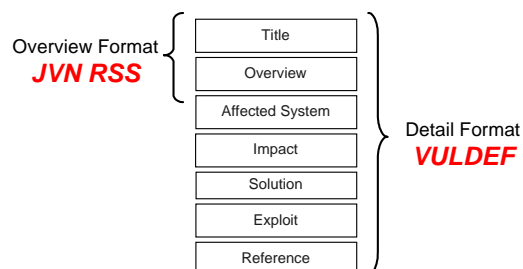 Overview Format
JVN RSS
Title
Overview
Affected System
Impact
Solution
Exploit
Reference
Detail Format
VULDEF